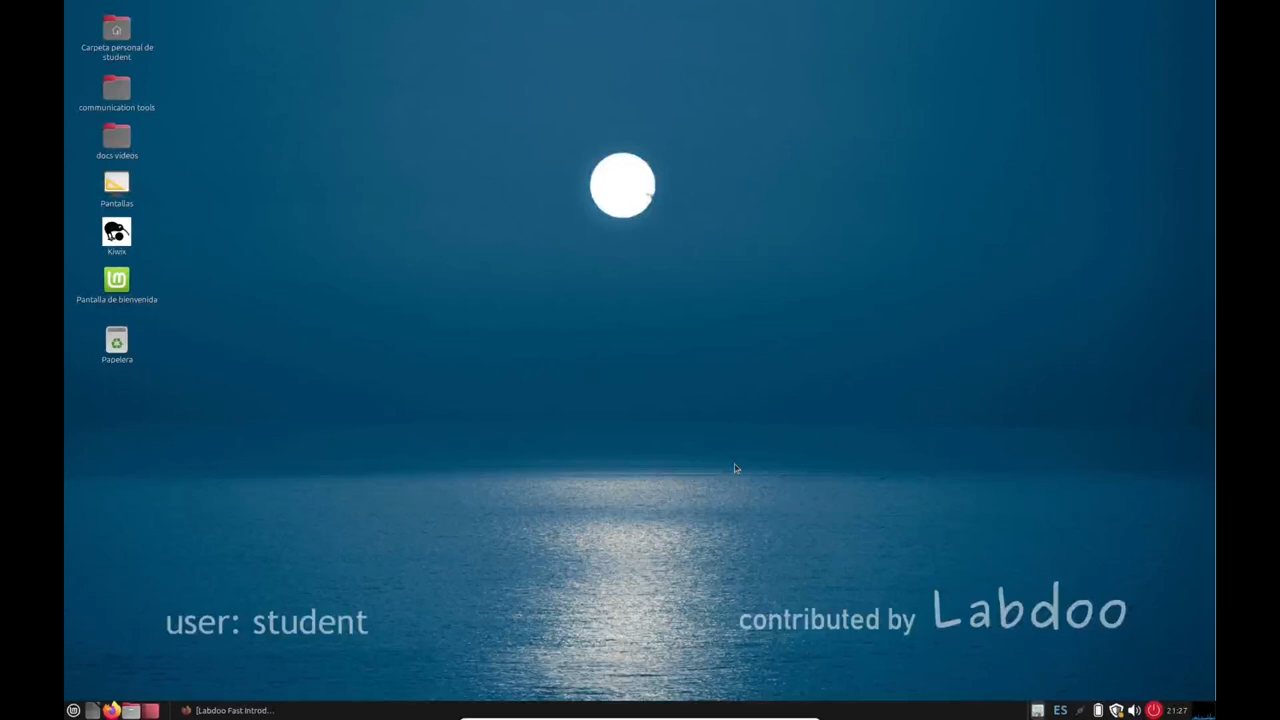 Carpeta personal de
student
communication tools
docs videos
Pantallas
Kiwix
lm
Pantalla de bienvenida
Papelera
user: student
contributed by Labdoo
[Labdoo Fast Introd...
ES
21:27